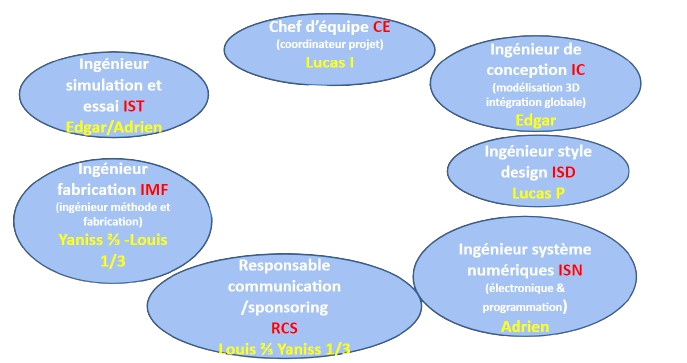 Chef d'équipe CE
(coordinateur projet)
Lucas I
Ingénieur de
conception IC
(modélisation 3D
intégration globale)
Edgar
Ingénieur style
design ISD
Lucas P
Ingénieur système
numériques ISN
(électronique &
programmation)
Adrien
Responsable
communication
/sponsoring
RCS
Louis ⅔ Yaniss 1/3
Ingénieur
fabrication IMF
(ingénieur méthode et
fabrication)
Yaniss ⅔ -Louis
1/3
Ingénieur
simulation et
essai IST
Edgar/Adrien